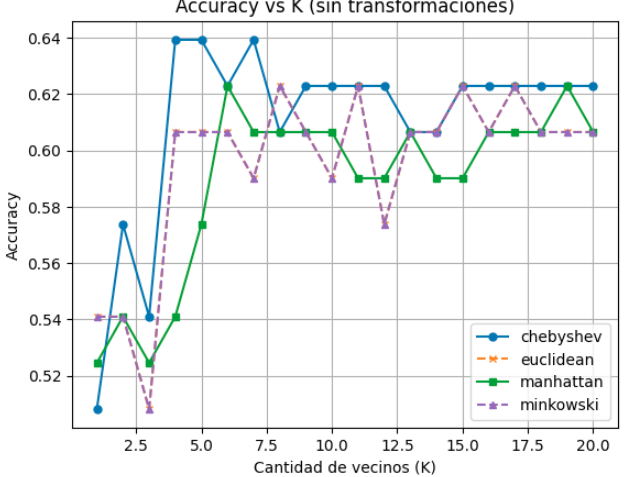 Accuracy vs K (sin transformaciones)
Accuracy
0.64
0.62
0.60
0.58
0.56
0.54
0.52
chebyshev
euclidean
manhattan
minkowski
2.5 5.0 7.5 10.0 12.5 15.0 17.5 20.0
Cantidad de vecinos (K)